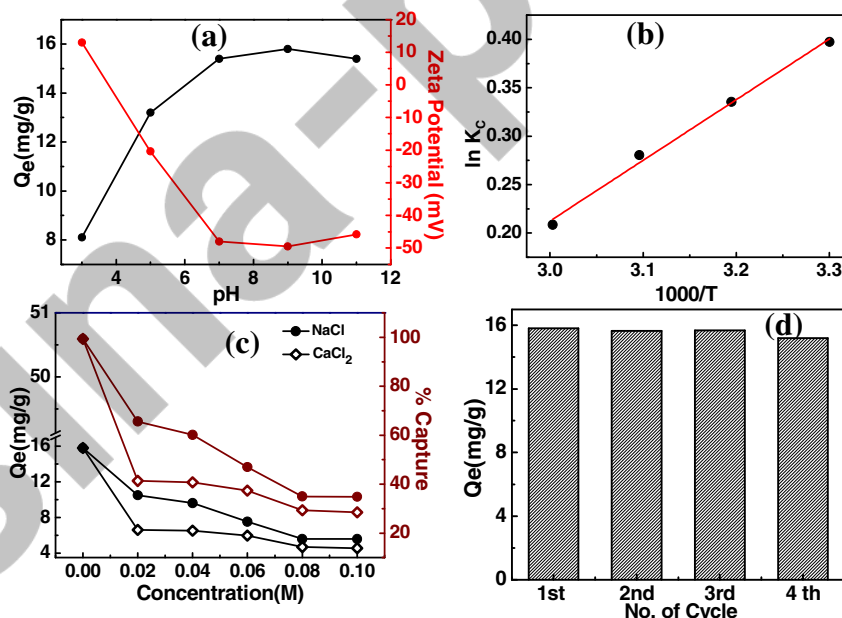 (a)
16
14
12
10
8
Qe(mg/g)
4
6
8
10
12
pH
20
10
0
-10
-20
-30
-40
-50
Zeta Potential (mV)
(b)
0.40
0.35
0.30
0.25
0.20
ln KC
3.0
3.1
3.2
3.3
1000/T
(c)
NaCl
CaCl2
51
50
16
12
8
4
Qe(mg/g)
0.00
0.02
0.04
0.06
0.08
0.10
Concentration(M)
100
80
60
40
20
% Capture
(d)
16
12
8
4
0
Qe(mg/g)
1st
2nd
3rd
4 th
No. of Cycle